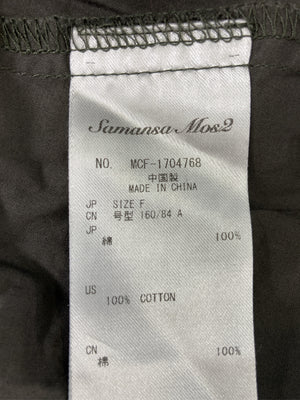 Samansa Mos2
NO. MCF-1704768
中国製
MADE IN CHINA
JP SIZE F
CN 号型 160/84 A
JP
綿 100%
US
100% COTTON
CN
棉 100%